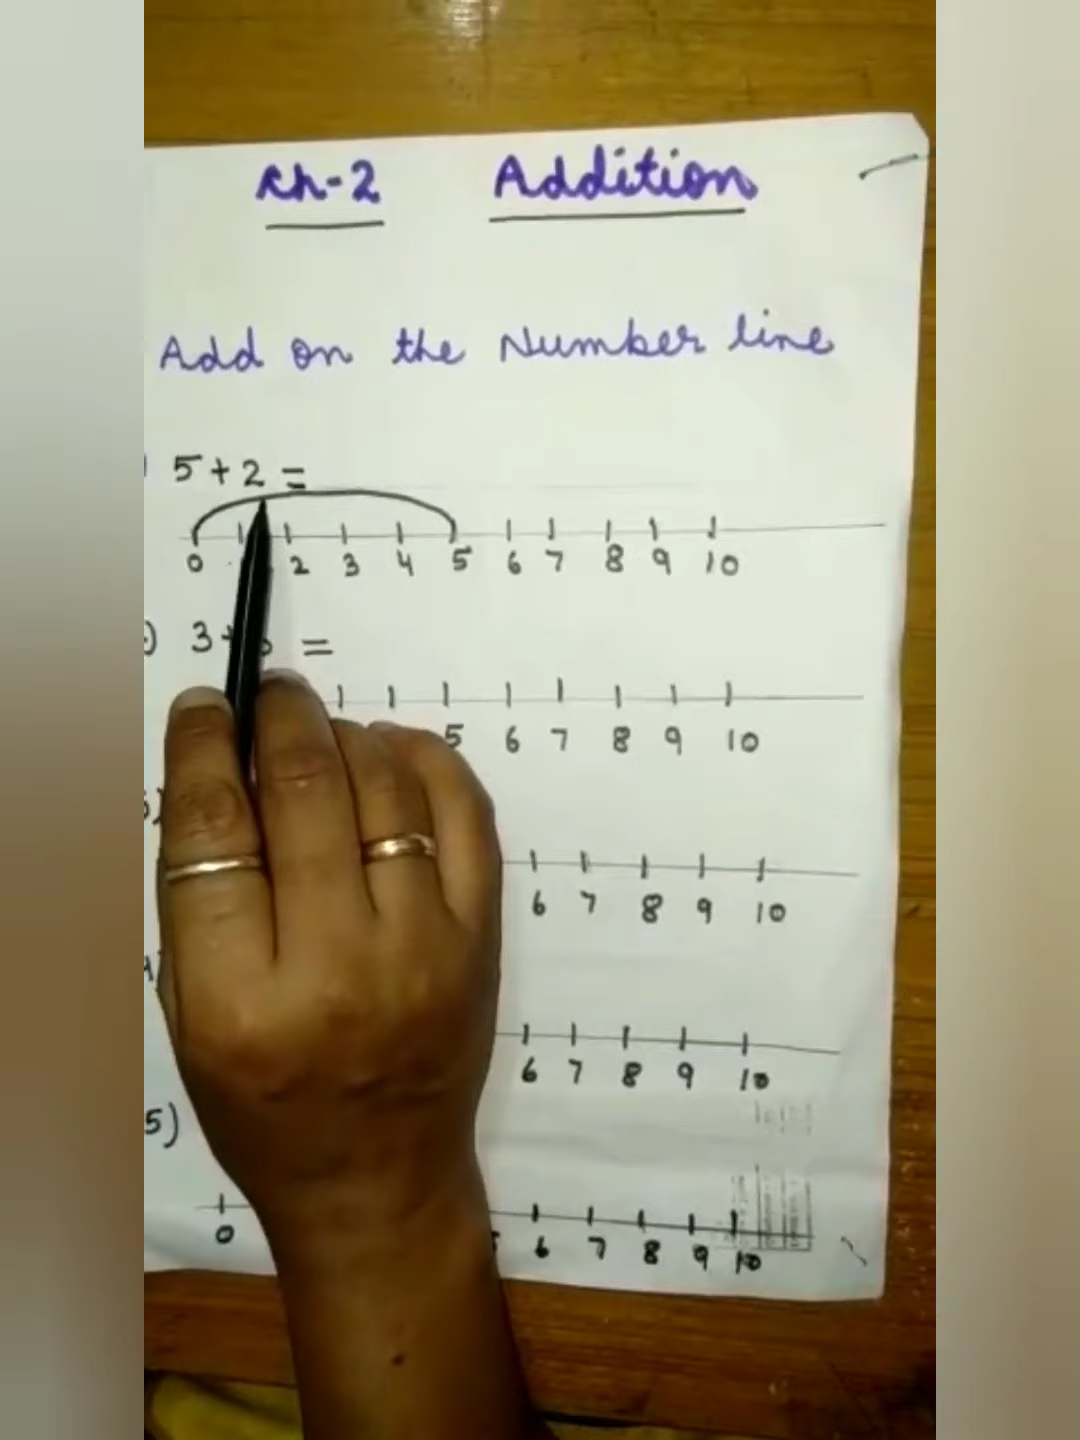 Ch-2 Addition
Add on the Number line
5+2=
0 2 3 4 5 6 7 8 9 10
3+ =
5 6 7 8 9 10
6 7 8 9 10
6 7 8 9 10
5)
0 6 7 8 9 10